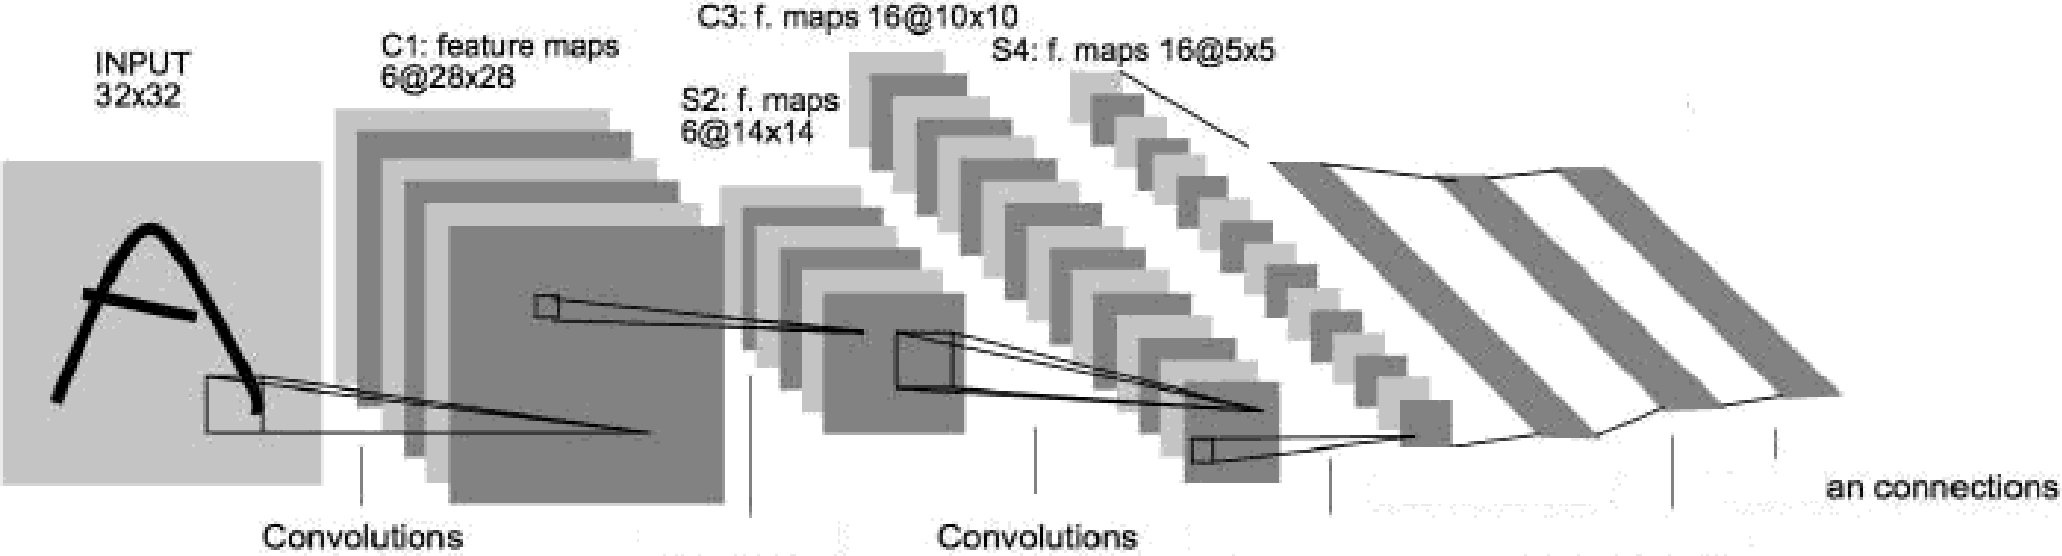 INPUT
32x32
C1: feature maps
6@28x28
S2: f. maps
6@14x14
C3: f. maps 16@10x10
S4: f. maps 16@5x5
Convolutions
Convolutions
an connections